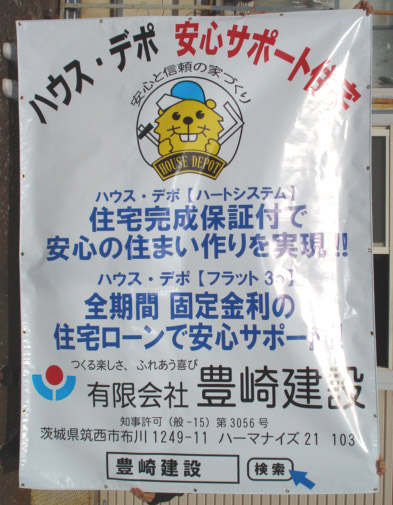 ハウス・デポ 安心サポート住宅
安心と信頼の家づくり
HOUSE DEPOT
ハウス・デポ【ハートシステム】
住宅完成保証付で
安心の住まい作りを実現!!
ハウス・デポ【フラット35】
全期間 固定金利の
住宅ローンで安心サポート!!
つくる楽しさ、ふれあう喜び
有限会社 豊崎建設
知事許可(般-15)第3056号
茨城県筑西市布川1249-11 ハーマナイズ21 103
豊崎建設 検索